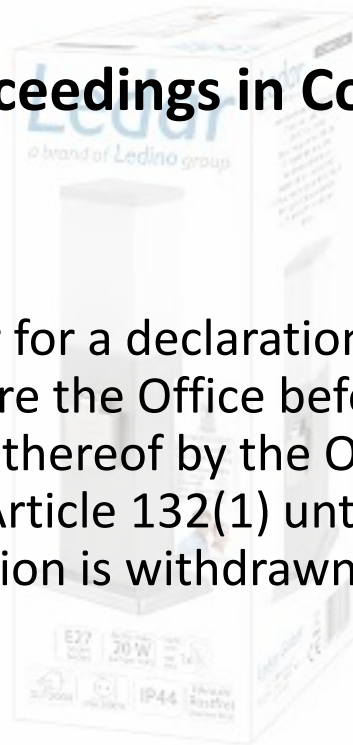 ceedings in Co
Ledar
a brand of Ledino group
for a declaration
re the Office befo
thereof by the O
Article 132(1) unt
ion is withdrawn
E27
20 W
IP44
Rostfrei